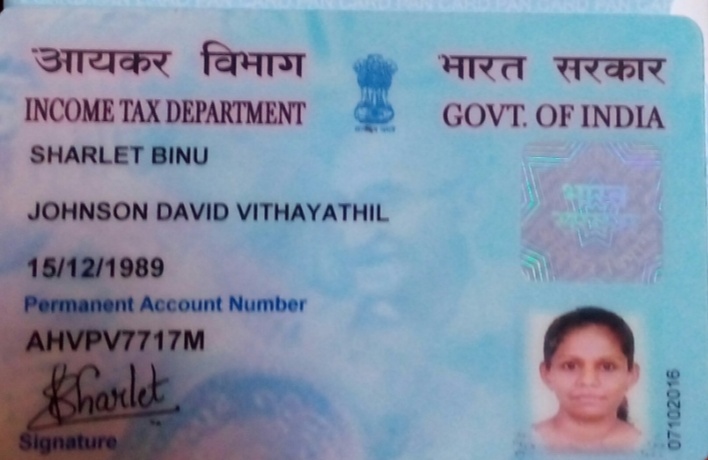 आयकर विभाग
भारत सरकार
INCOME TAX DEPARTMENT
GOVT. OF INDIA
SHARLET BINU
JOHNSON DAVID VITHAYATHIL
15/12/1989
Permanent Account Number
AHVPV7717M
Sharlet
Signature
भारत
07102016